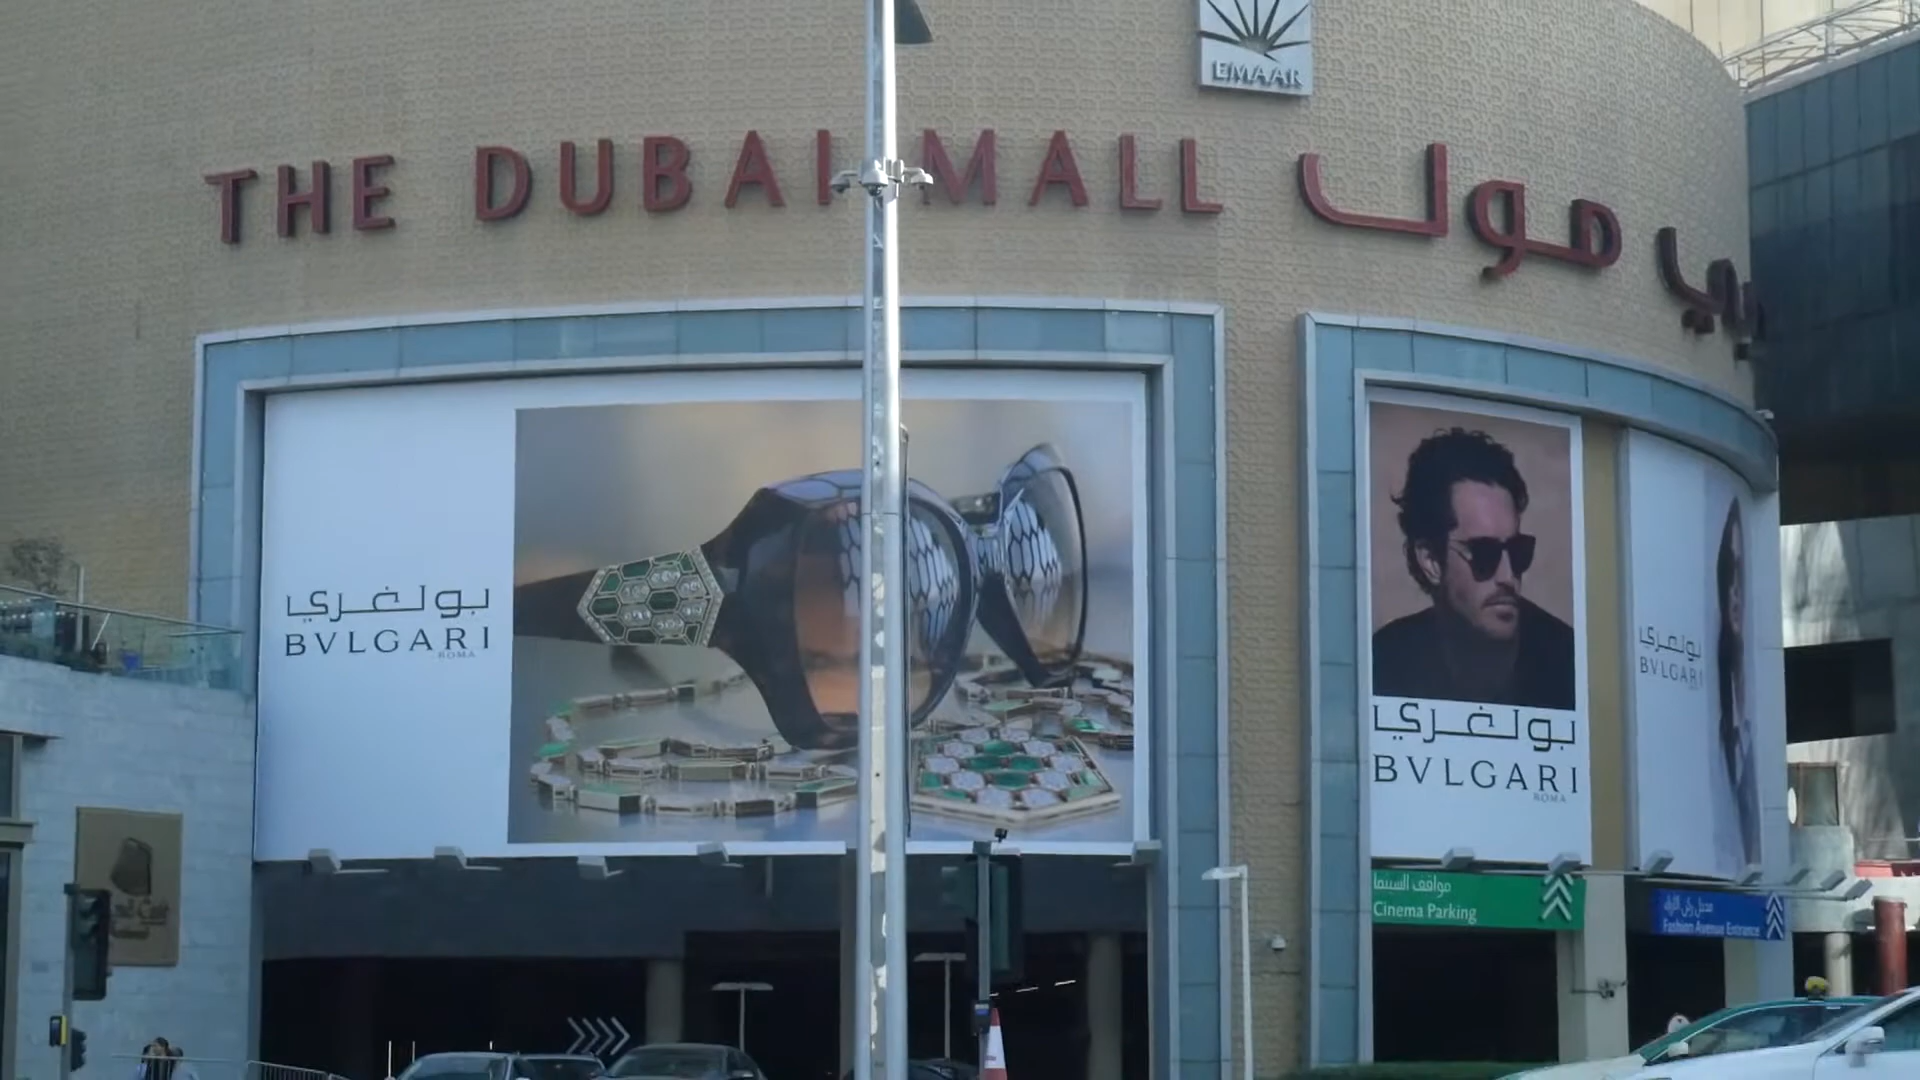 EMAAR
THE DUBAI MALL
دبي مول
بولغري
BVLGARI
ROMA
بولغري
BVLGARI
ROMA
بولغري
BVLGARI
مواقف السينما
Cinema Parking
Fashion Avenue Entrance